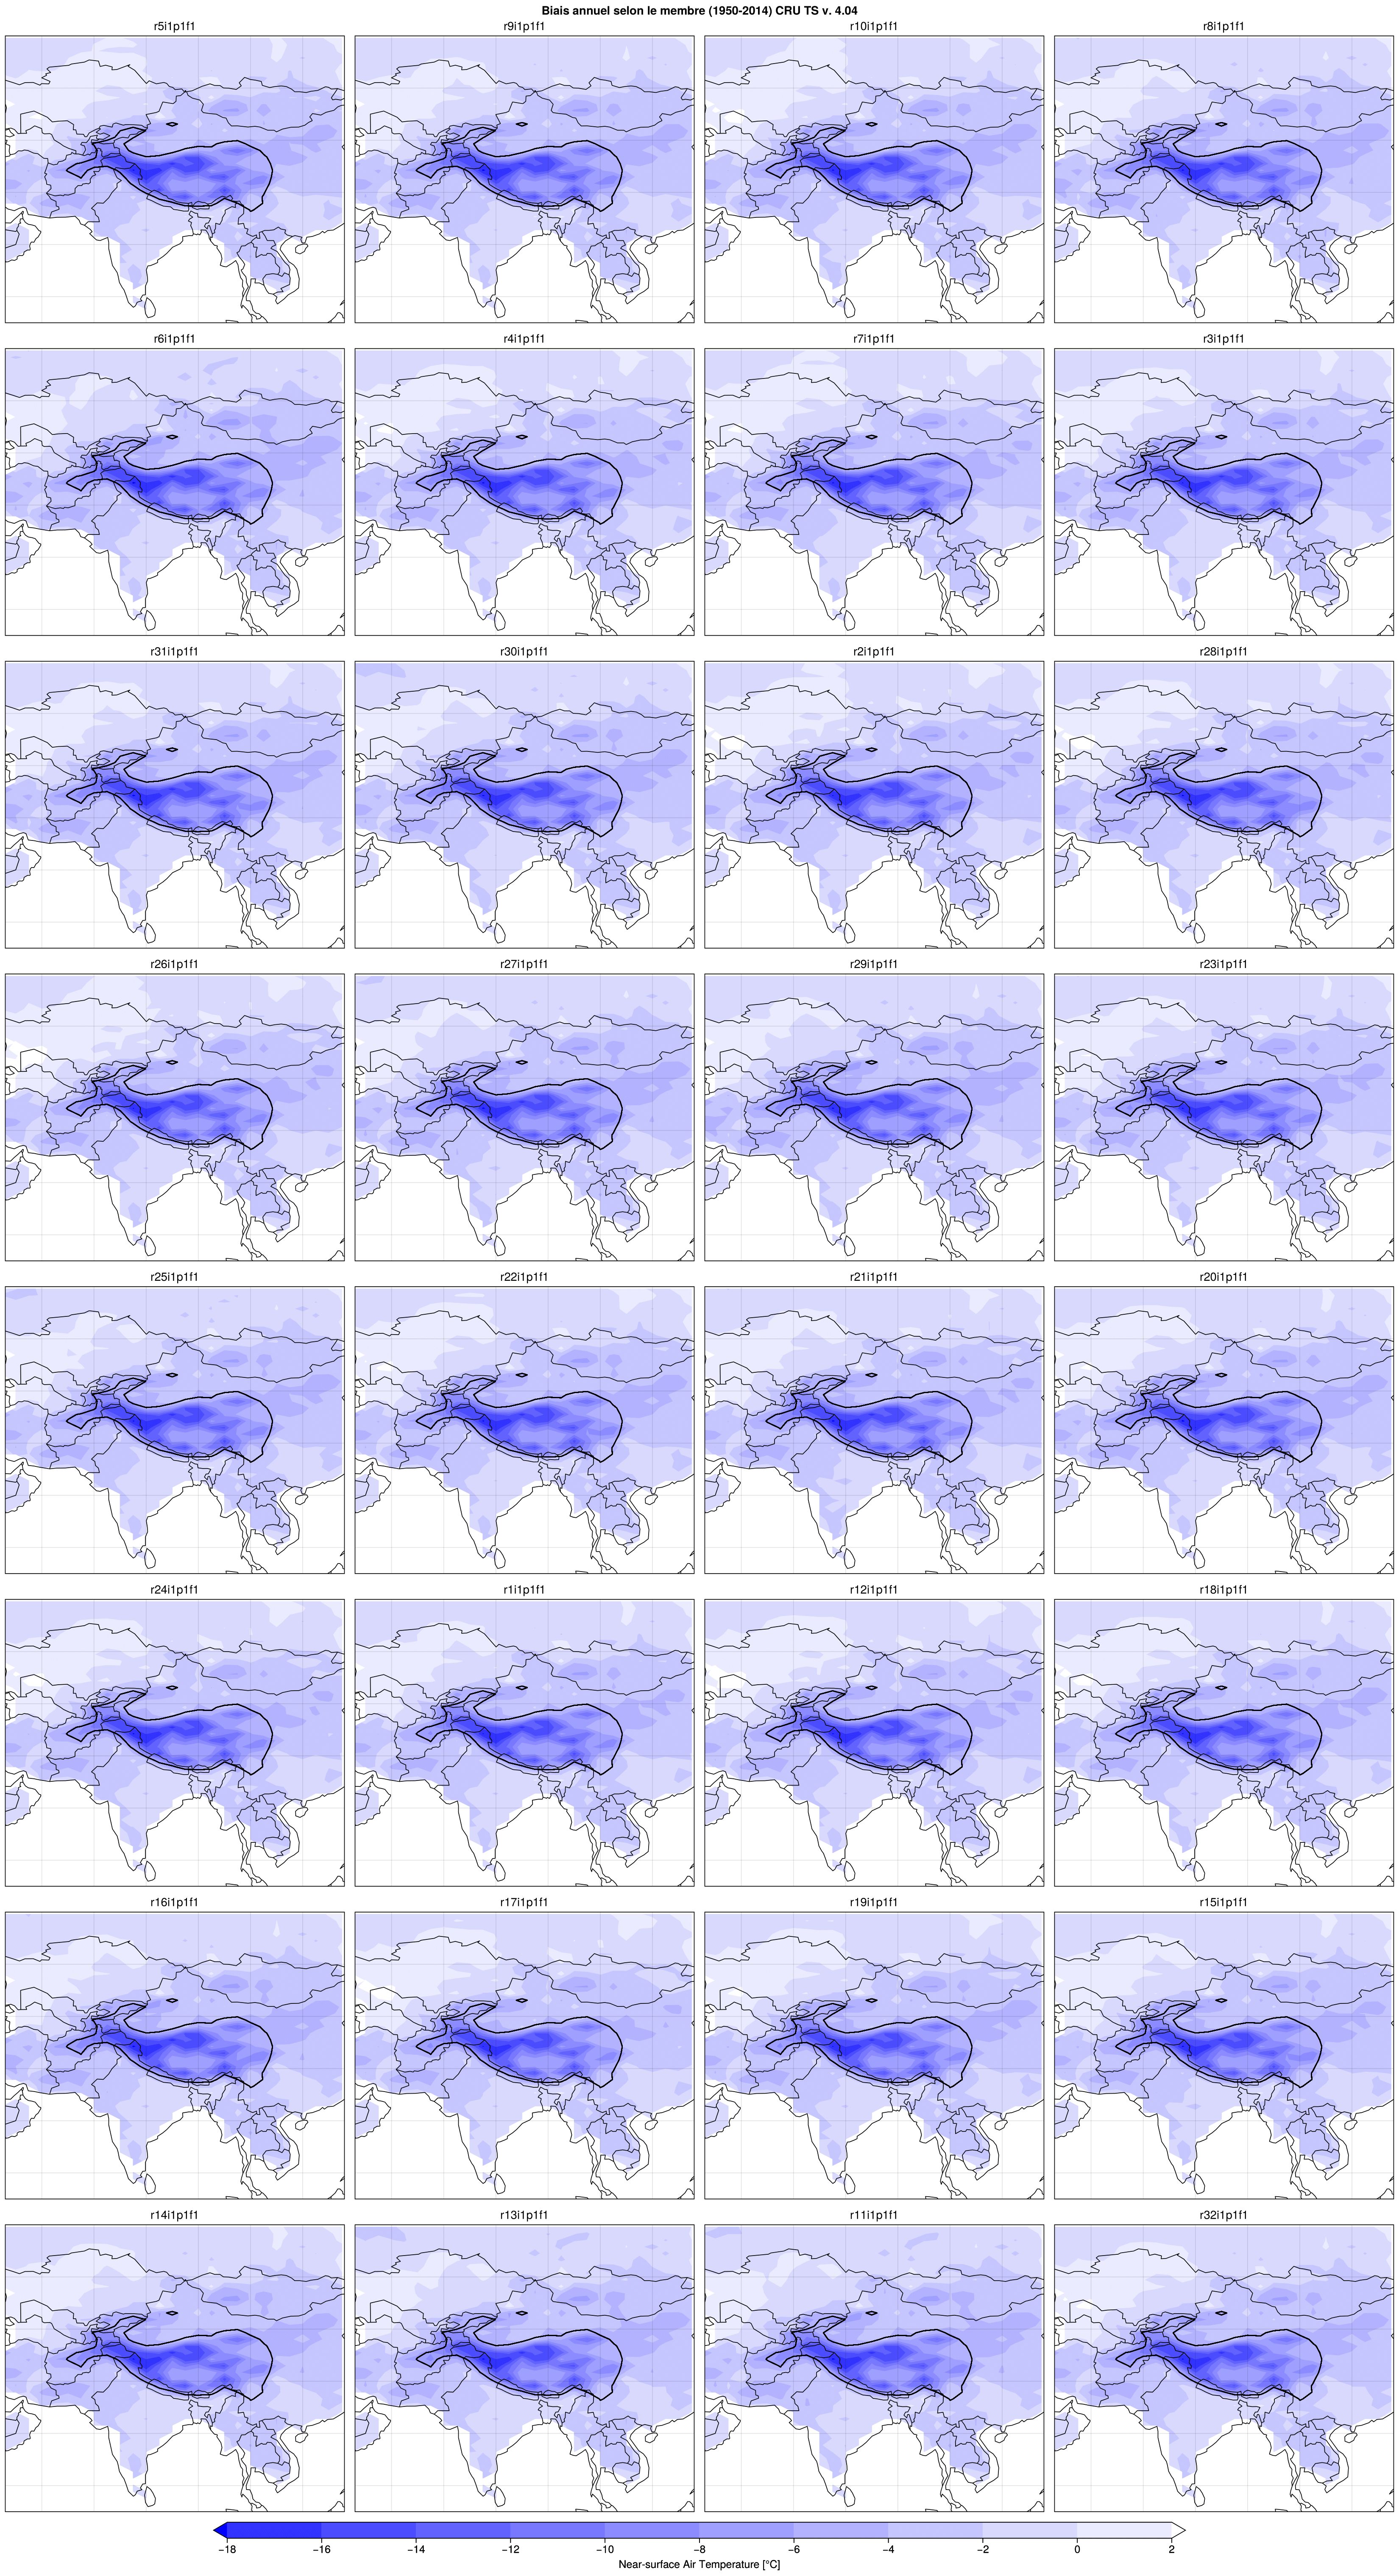 Biais annuel selon le membre (1950-2014) CRU TS v. 4.04
r5i1p1f1 r9i1p1f1 r10i1p1f1 r8i1p1f1
r6i1p1f1 r4i1p1f1 r7i1p1f1 r3i1p1f1
r31i1p1f1 r30i1p1f1 r2i1p1f1 r28i1p1f1
r26i1p1f1 r27i1p1f1 r29i1p1f1 r23i1p1f1
r25i1p1f1 r22i1p1f1 r21i1p1f1 r20i1p1f1
r24i1p1f1 r1i1p1f1 r12i1p1f1 r18i1p1f1
r16i1p1f1 r17i1p1f1 r19i1p1f1 r15i1p1f1
r14i1p1f1 r13i1p1f1 r11i1p1f1 r32i1p1f1
−18 −16 −14 −12 −10 −8 −6 −4 −2 0 2
Near-surface Air Temperature [°C]